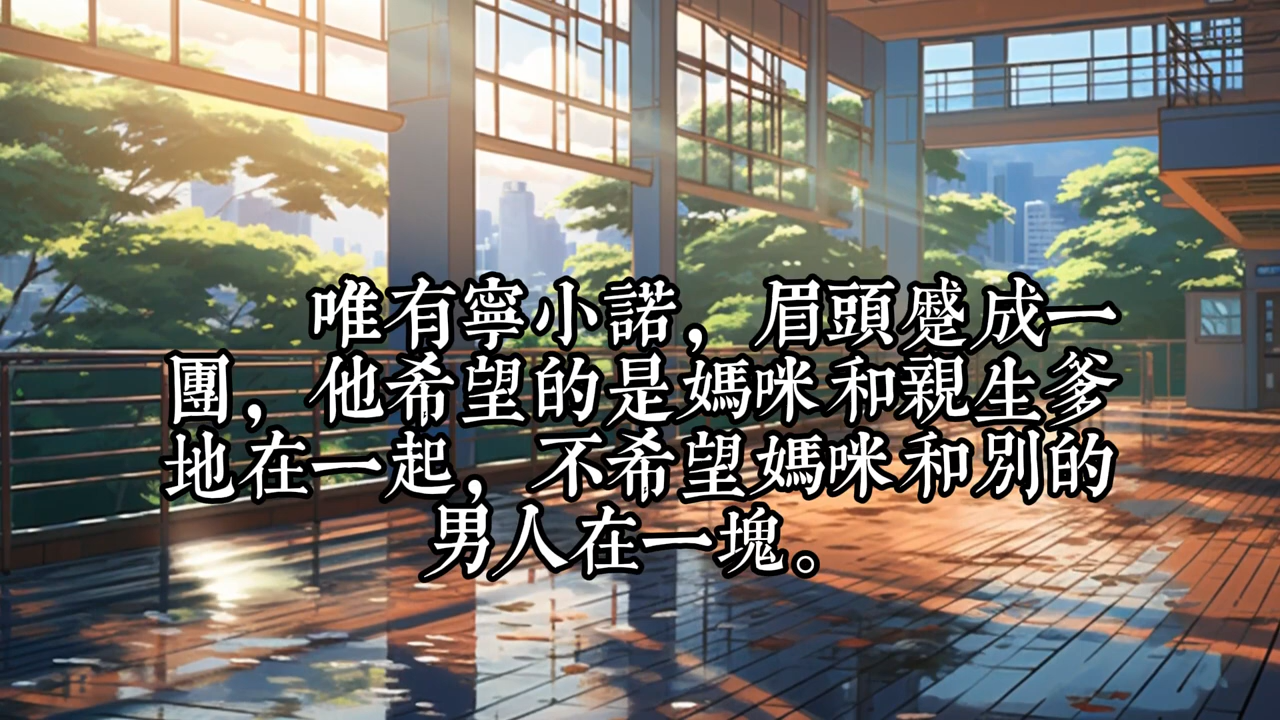 唯有寧小諾，眉頭蹙成一
團，他希望的是媽咪和親生爹
地在一起，不希望媽咪和別的
男人在一塊。